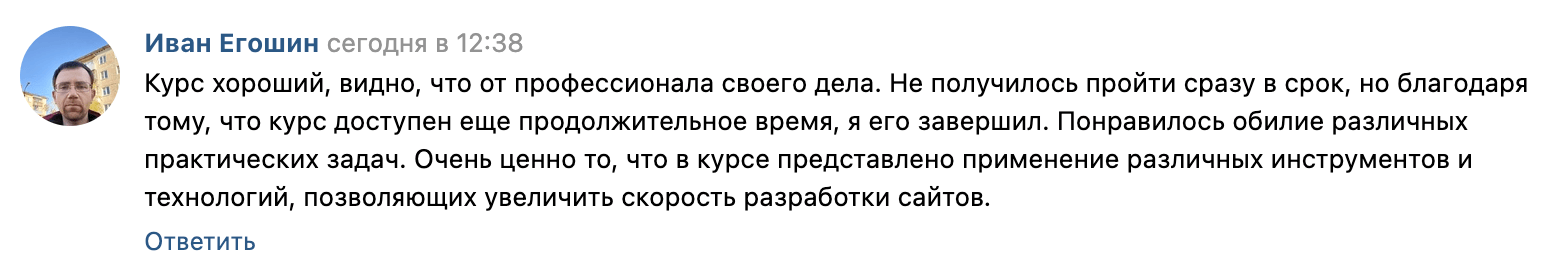 Иван Егошин сегодня в 12:38
Курс хороший, видно, что от профессионала своего дела. Не получилось пройти сразу в срок, но благодаря
тому, что курс доступен еще продолжительное время, я его завершил. Понравилось обилие различных
практических задач. Очень ценно то, что в курсе представлено применение различных инструментов и
технологий, позволяющих увеличить скорость разработки сайтов.
Ответить